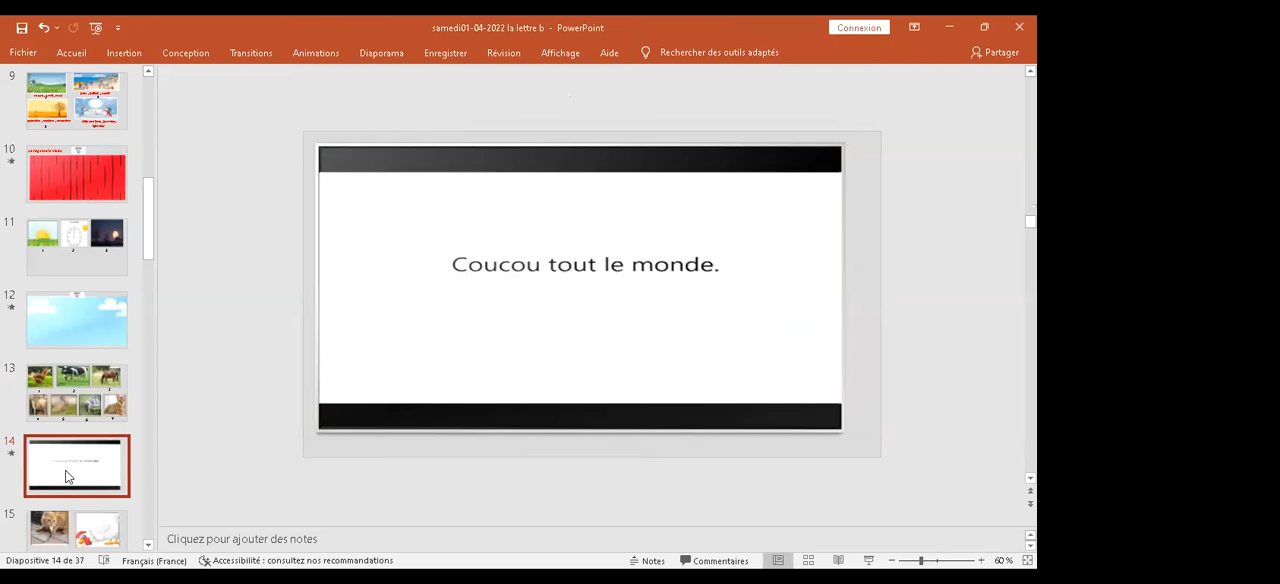 samedi01-04-2022 la lettre b - PowerPoint
Connexion
Fichier Accueil Insertion Conception Transitions Animations Diaporama Enregistrer Révision Affichage Aide Rechercher des outils adaptés Partager
9
10
11
12
13
14
15
Coucou tout le monde.
Cliquez pour ajouter des notes
Diapositive 14 de 37 Français (France) Accessibilité : consultez nos recommandations Notes Commentaires 60 %